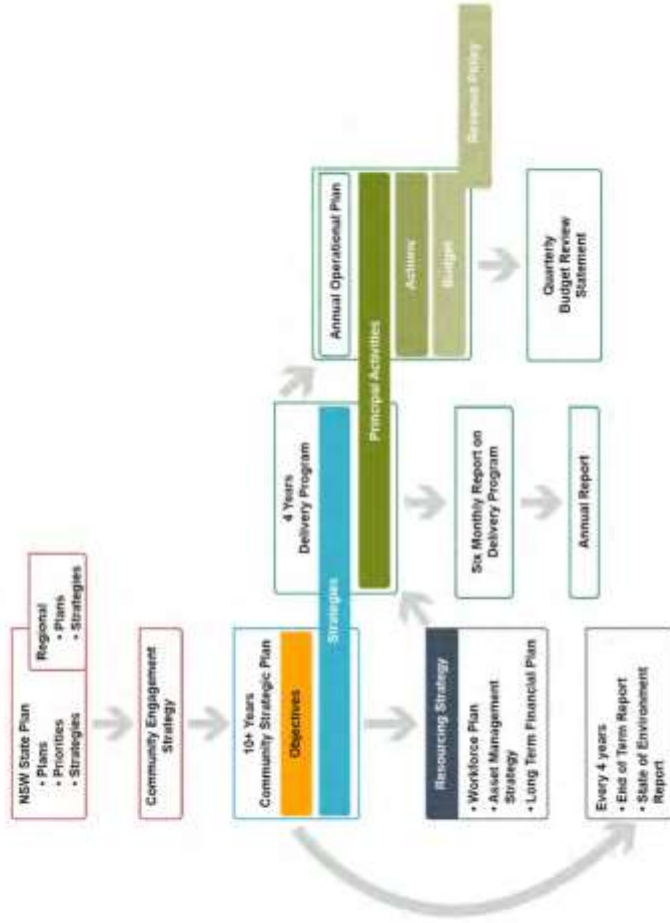 NSW State Plan
• Plans
• Priorities
• Strategies
Regional
• Plans
• Strategies
Community Engagement
Strategy
10+ Years
Community Strategic Plan
Objectives
Strategies
4 Years
Delivery Program
Principal Activities
Annual Operational Plan
Actions
Budget
Revenue Policy
Resourcing Strategy
• Workforce Plan
• Asset Management
Strategy
• Long Term Financial Plan
Six Monthly Report on
Delivery Program
Annual Report
Quarterly
Budget Review
Statement
Every 4 years
• End of Term Report
• State of Environment
Report